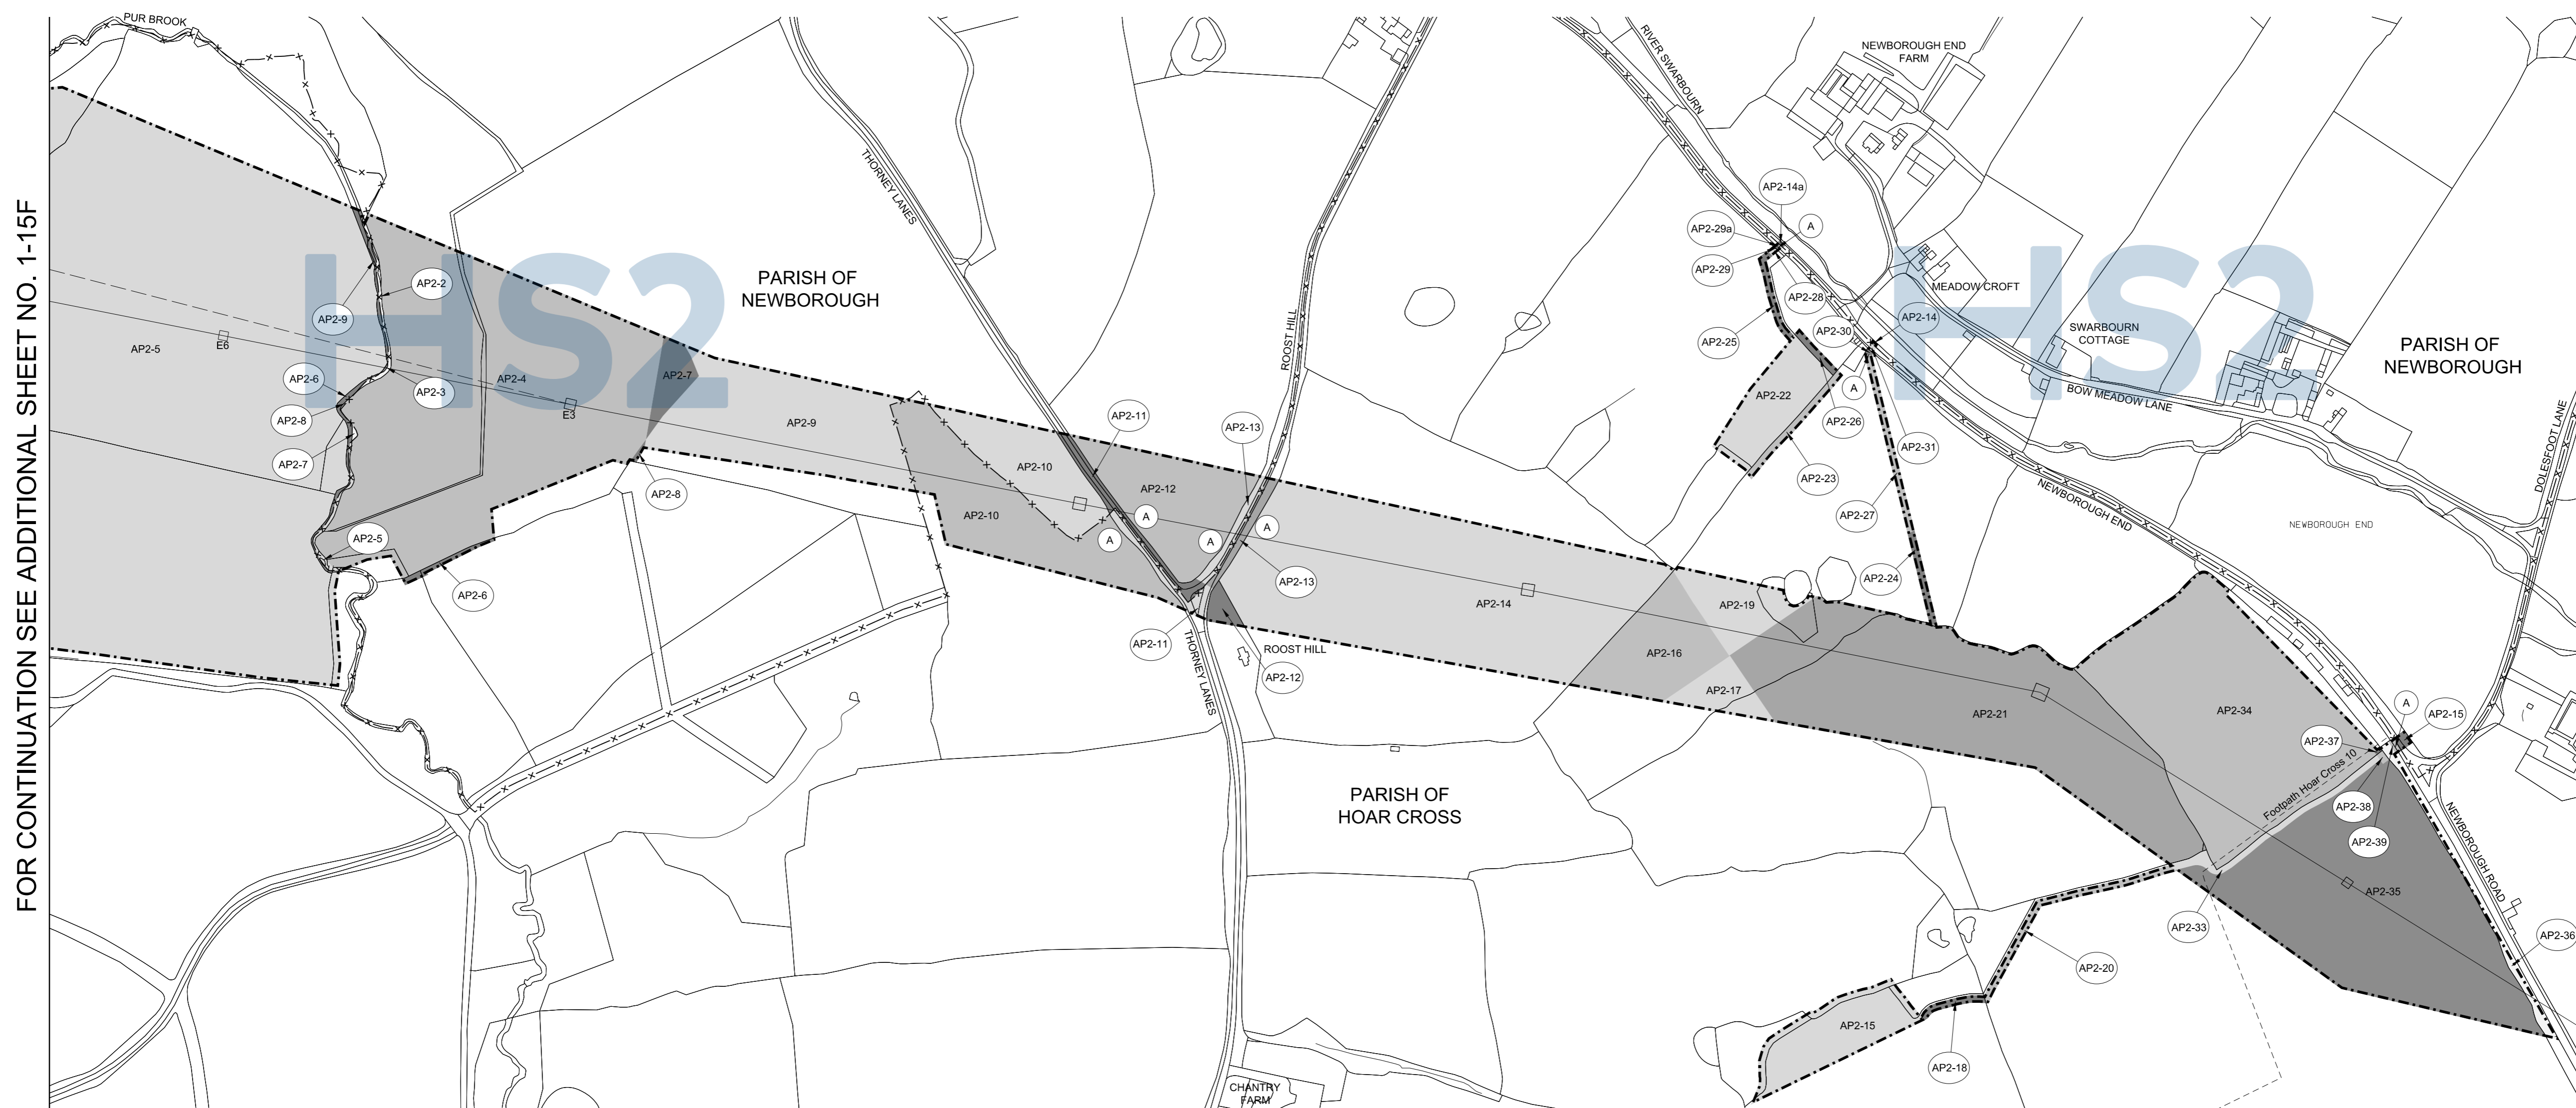 FOR CONTINUATION SEE ADDITIONAL SHEET NO. 1-15F
PUR BROOK
HS2
HS2
PARISH OF
NEWBOROUGH
PARISH OF
NEWBOROUGH
PARISH OF
HOAR CROSS
THORNEY LANES
THORNEY LANES
ROOST HILL
ROOST HILL
RIVER SWARBOURN
NEWBOROUGH END
FARM
MEADOW CROFT
SWARBOURN
COTTAGE
BOW MEADOW LANE
DOLESFOOT LANE
NEWBOROUGH END
NEWBOROUGH END
NEWBOROUGH ROAD
Footpath Hoar Cross 10
CHANTRY
FARM
AP2-5
E6
AP2-9
AP2-2
AP2-6
AP2-3
AP2-8
AP2-7
AP2-4
E3
AP2-7
AP2-5
AP2-6
AP2-8
AP2-9
AP2-10
AP2-10
AP2-11
AP2-12
AP2-13
A
A
A
A
AP2-13
AP2-11
AP2-12
AP2-14
AP2-16
AP2-17
AP2-19
AP2-14a
AP2-29a
A
AP2-29
AP2-28
AP2-25
AP2-30
AP2-14
AP2-22
A
AP2-26
AP2-23
AP2-31
AP2-27
AP2-24
AP2-21
AP2-34
A
AP2-15
AP2-37
AP2-38
AP2-39
AP2-35
AP2-33
AP2-36
AP2-20
AP2-15
AP2-18